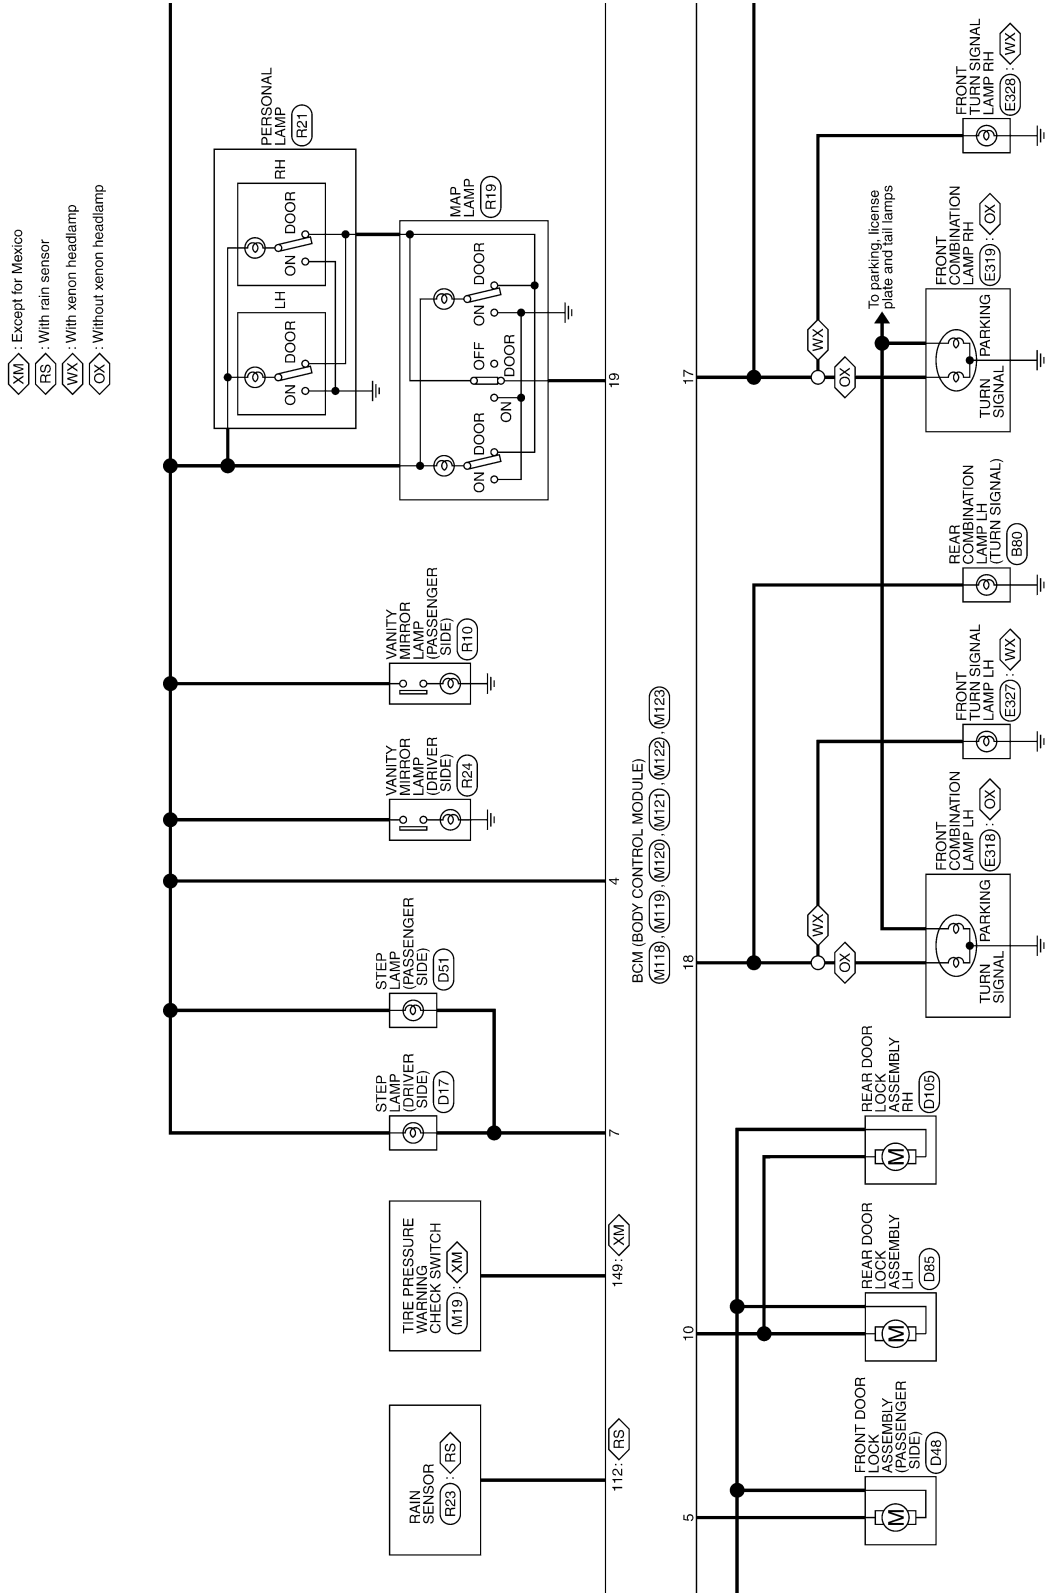 XM : Except for Mexico
RS : With rain sensor
WX : With xenon headlamp
OX : Without xenon headlamp
RAIN
SENSOR
R23 : RS
112 : RS
TIRE PRESSURE
WARNING
CHECK SWITCH
M19 : XM
149 : XM
STEP
LAMP
(DRIVER
SIDE)
D17
7
STEP
LAMP
(PASSENGER
SIDE)
D51
4
VANITY
MIRROR
LAMP
(DRIVER
SIDE)
R24
VANITY
MIRROR
LAMP
(PASSENGER
SIDE)
R10
PERSONAL
LAMP
R21
LH
ON
DOOR
RH
ON
DOOR
MAP
LAMP
R19
ON
DOOR
ON
OFF
DOOR
ON
DOOR
19
BCM (BODY CONTROL MODULE)
M118 , M119 , M120 , M121 , M122 , M123
5
FRONT DOOR
LOCK
ASSEMBLY
(PASSENGER
SIDE)
D48
M
10
REAR DOOR
LOCK
ASSEMBLY
LH
D85
M
REAR DOOR
LOCK
ASSEMBLY
RH
D105
M
18
WX
OX
FRONT
COMBINATION
LAMP LH
E318 : OX
TURN
SIGNAL
PARKING
FRONT
TURN SIGNAL
LAMP LH
E327 : WX
REAR
COMBINATION
LAMP LH
(TURN SIGNAL)
B80
17
WX
OX
To parking, license
plate and tail lamps
FRONT
COMBINATION
LAMP RH
E319 : OX
TURN
SIGNAL
PARKING
FRONT
TURN SIGNAL
LAMP RH
E328 : WX